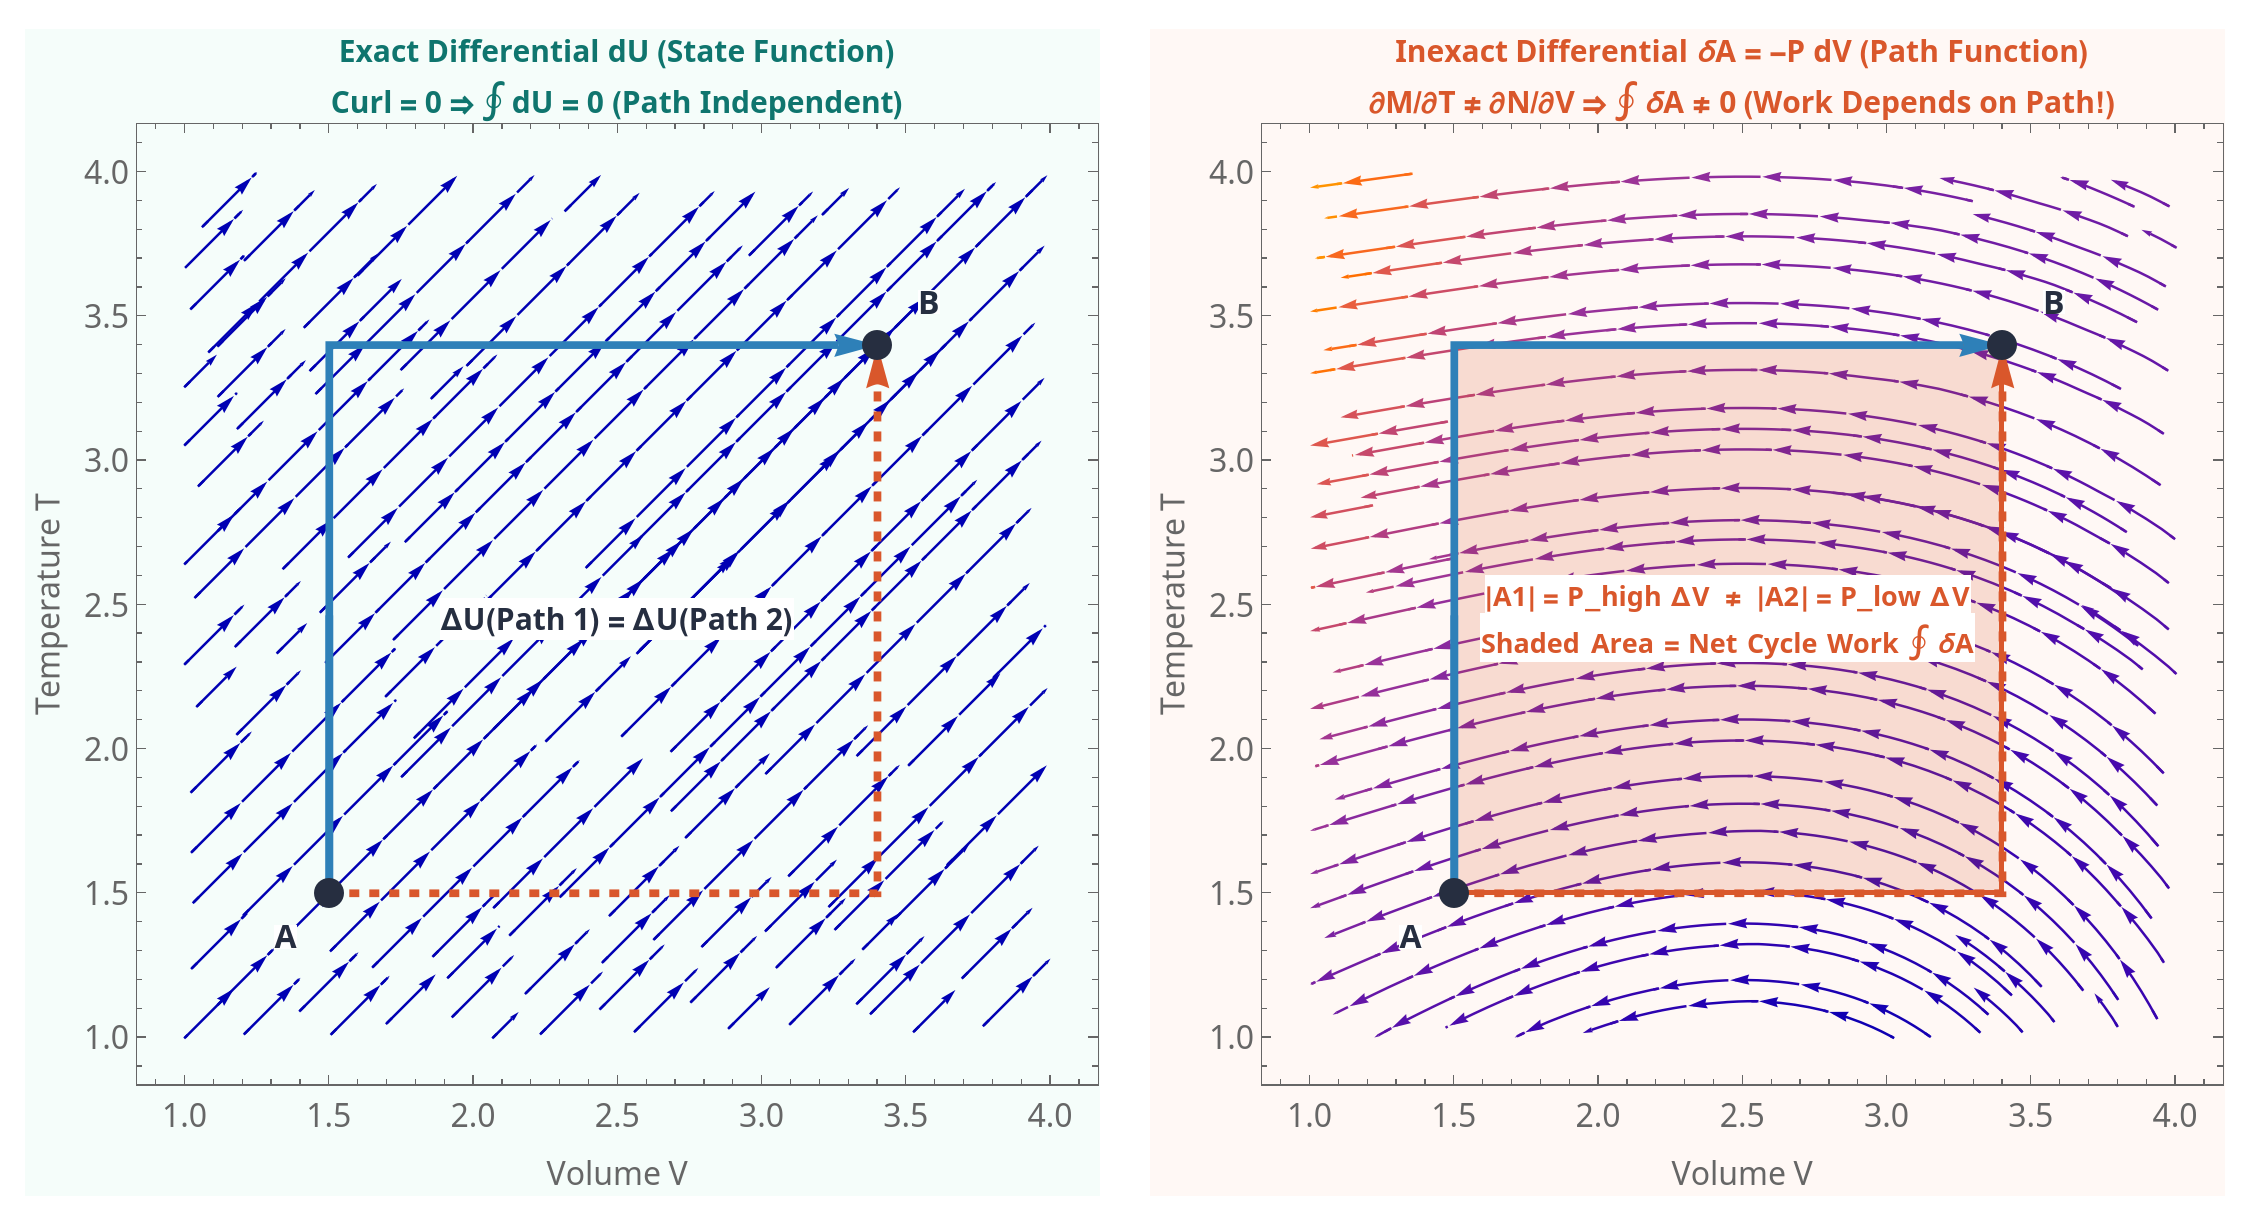 Exact Differential dU (State Function)
Curl = 0 ⇒ ∮ dU = 0 (Path Independent)
4.0
3.5
3.0
2.5
2.0
1.5
1.0
Temperature T
B
ΔU(Path 1) = ΔU(Path 2)
A
1.0 1.5 2.0 2.5 3.0 3.5 4.0
Volume V
Inexact Differential δA = −P dV (Path Function)
∂M/∂T ≠ ∂N/∂V ⇒ ∮ δA ≠ 0 (Work Depends on Path!)
4.0
3.5
3.0
2.5
2.0
1.5
1.0
Temperature T
B
|A1| = P_high ΔV ≠ |A2| = P_low ΔV
Shaded Area = Net Cycle Work ∮ δA
A
1.0 1.5 2.0 2.5 3.0 3.5 4.0
Volume V